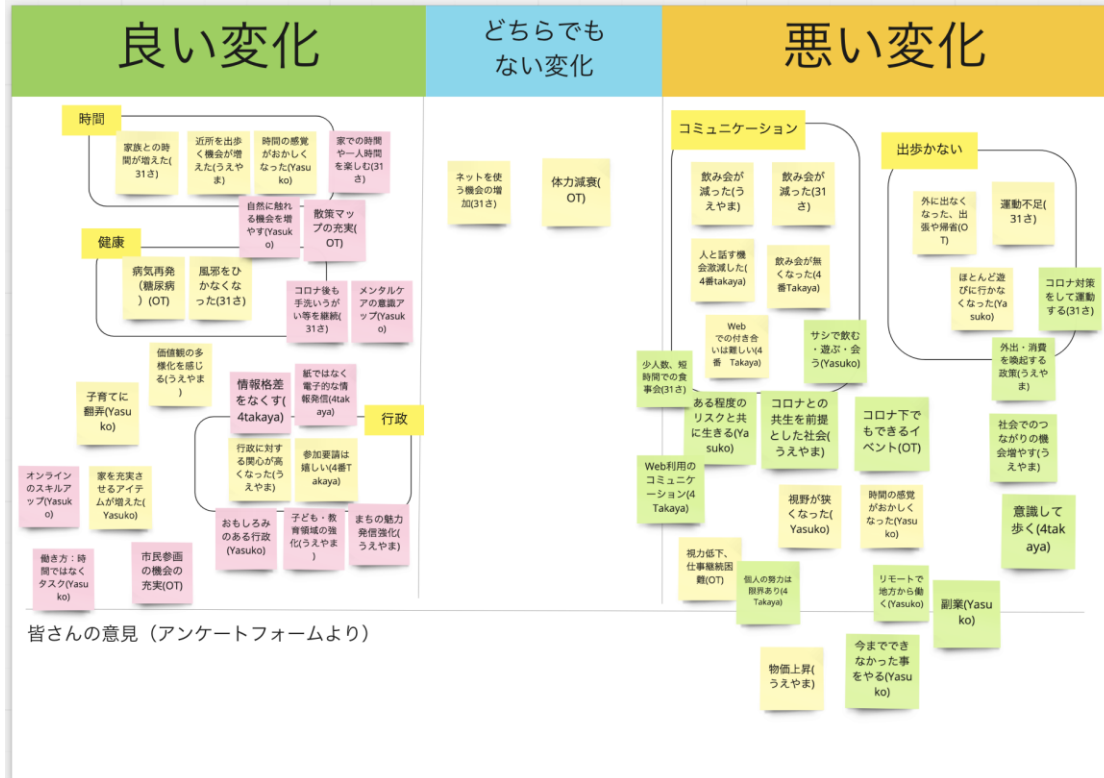 良い変化
どちらでも
ない変化
悪い変化
時間
家族との時
間が増えた(
31さ)
近所を出歩
く機会が増
えた(うえや
ま)
時間の感覚
がおかしく
なった(Yasu
ko)
家での時間
や一人時間
を楽しむ(31
さ)
自然に触れ
る機会を増
やす(Yasuk
o)
散策マッ
プの充実(
OT)
健康
病気再発
（糖尿病
）(OT)
風邪をひ
かなくな
った(31さ)
コロナ後も
手洗いうが
い等を継続(
31さ)
メンタルケ
アの意識ア
ップ(Yasuk
o)
価値観の多
様化を感じ
る(うえやま)
子育てに
翻弄(Yasu
ko)
情報格差
をなくす(
4takaya)
紙ではなく
電子的な情
報発信(4tak
aya)
行政
行政に対す
る関心が高
くなった(う
えやま)
参加要請は
嬉しい(4番T
akaya)
オンライン
のスキルア
ップ(Yasuk
o)
家を充実さ
せるアイテ
ムが増えた(
Yasuko)
おもしろみ
のある行政
(Yasuko)
子ども・教
育領域の強
化(うえやま
)
まちの魅力
発信強化(
うえやま)
働き方：時
間ではなく
タスク(Yasu
ko)
市民参画
の機会の
充実(OT)
ネットを使
う機会の増
加(31さ)
体力減衰(
OT)
コミュニケーション
飲み会が
減った(う
えやま)
飲み会が
減った(31
さ)
人と話す機
会激減した(
4番takaya)
飲み会が無
くなった(4
番Takaya)
Web
での付き合
いは難しい(4
番　Takaya)
サシで飲む
・遊ぶ・会
う(Yasuko)
少人数、短
時間での食
事会(31さ)
ある程度の
リスクと共
に生きる(Ya
suko)
コロナとの
共生を前提
とした社会(
うえやま)
コロナ下で
もできるイ
ベント(OT)
Web利用の
コミュニケ
ーション(4
Takaya)
視野が狭
くなった(
Yasuko)
時間の感覚
がおかしく
なった(Yasu
ko)
視力低下、
仕事継続困
難(OT)
個人の努力は
限界あり(4
Takaya)
リモートで
地方から働
く(Yasuko)
副業(Yasu
ko)
物価上昇(
うえやま)
今まででき
なかった事
をやる(Yasu
ko)
出歩かない
外に出なく
なった、出
張や帰省(O
T)
運動不足(
31さ)
ほとんど遊
びに行かな
くなった(Ya
suko)
コロナ対策
をして運動
する(31さ)
外出・消費
を喚起する
政策(うえや
ま)
社会でのつ
ながりの機
会増やす(う
えやま)
意識して
歩く(4tak
aya)
皆さんの意見（アンケートフォームより）